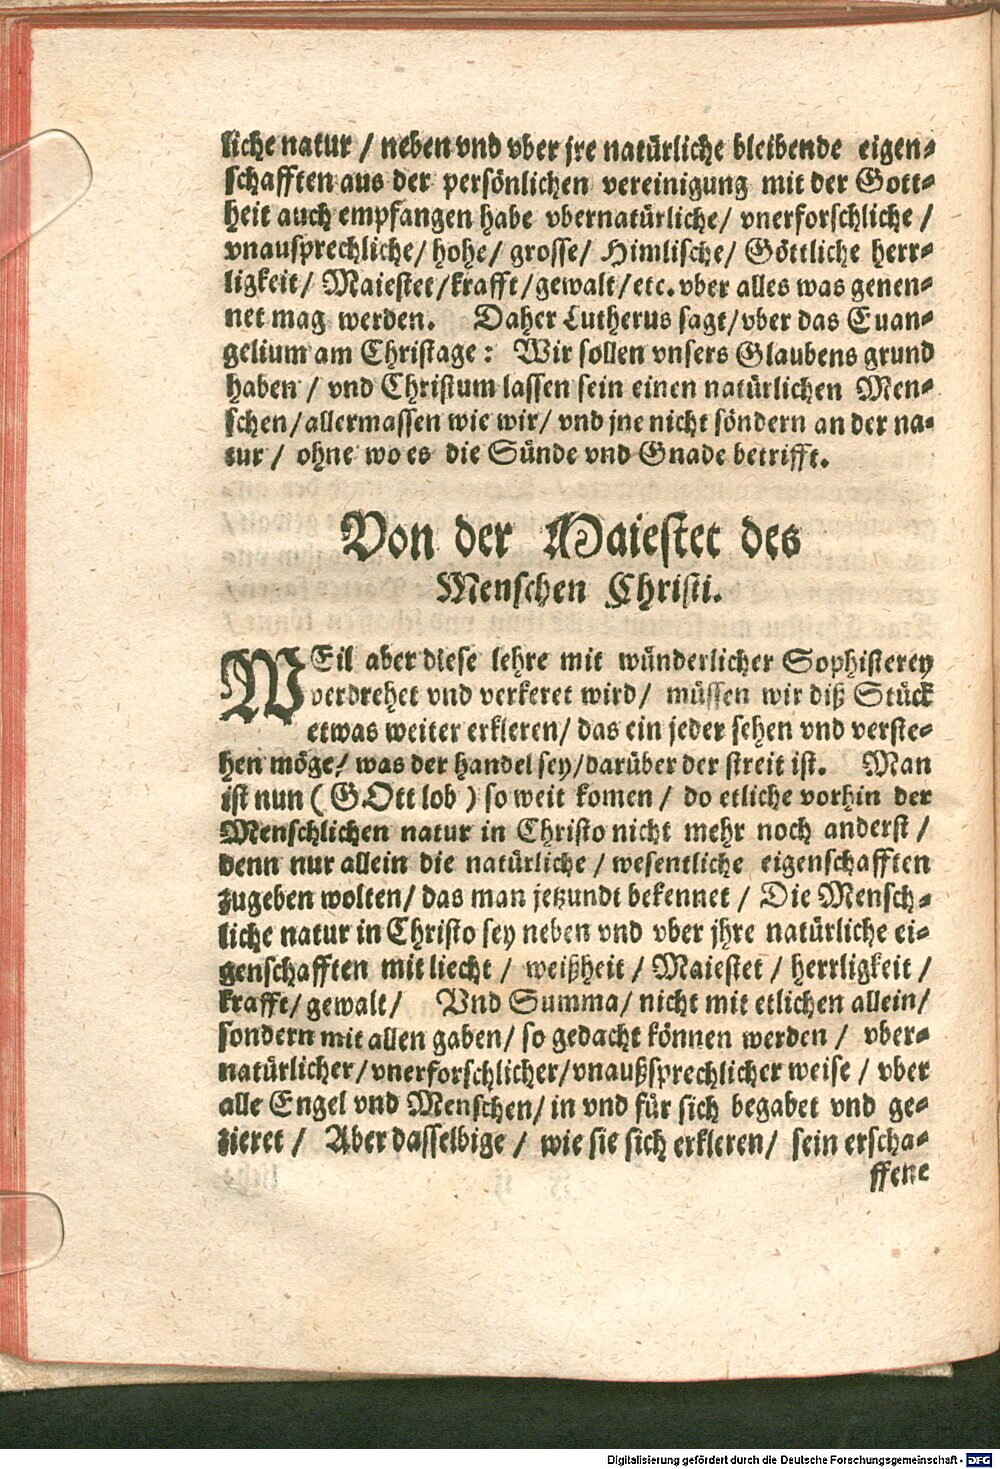 liche natur / neben vnd vber jre natürliche bleibende eigen-
schafften aus der persönlichen vereinigung mit der Gott-
heit auch empfangen habe vbernatürliche / vnerforschliche /
vnausprechliche / hohe / grosse / Himlische / Göttliche herr-
ligkeit / Maiestet / krafft / gewalt / etc. vber alles was genen-
net mag werden. Daher Lutherus sagt / vber das Euan-
gelium am Christage: Wir sollen vnsers Glaubens grund
haben / vnd Christum lassen sein einen natürlichen Men-
schen / allermassen wie wir / vnd jne nicht söndern an der na-
tur / ohne wo es die Sünde vnd Gnade betrifft.
Von der Maiestet des
Menschen Christi.
WEil aber diese lehre mit wünderlicher Sophisterey
verdrehet vnd verkeret wird / müssen wir diß Stück
etwas weiter erkleren / das ein jeder sehen vnd verste-
hen möge / was der handel sey / darüber der streit ist. Man
ist nun ( GOtt lob ) so weit komen / do etliche vorhin der
Menschlichen natur in Christo nicht mehr noch anderst /
denn nur allein die natürliche / wesentliche eigenschafften
zugeben wolten / das man jetzundt bekennet / Die Mensch-
liche natur in Christo sey neben vnd vber jhre natürliche ei-
genschafften mit liecht / weißheit / Maiestet / herrligkeit /
krafft / gewalt / Vnd Summa / nicht mit etlichen allein /
sondern mit allen gaben / so gedacht können werden / vber-
natürlicher / vnerforschlicher / vnaußsprechlicher weise / vber
alle Engel vnd Menschen / in vnd für sich begabet vnd ge-
zieret / Aber dasselbige / wie sie sich erkleren / sein erscha-
ffene
Digitalisierung gefördert durch die Deutsche Forschungsgemeinschaft - DFG